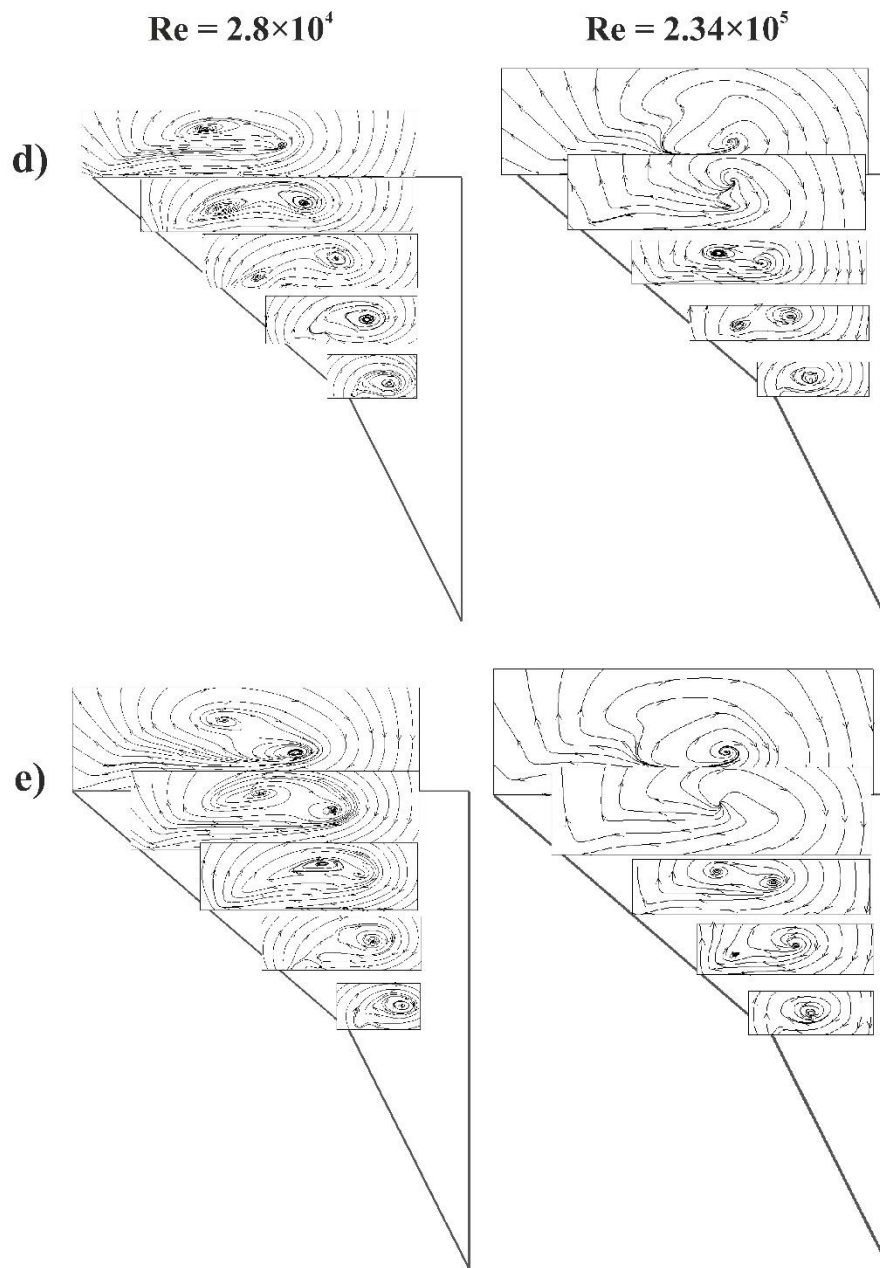 Re = 2.8×10⁴
Re = 2.34×10⁵
d)
e)